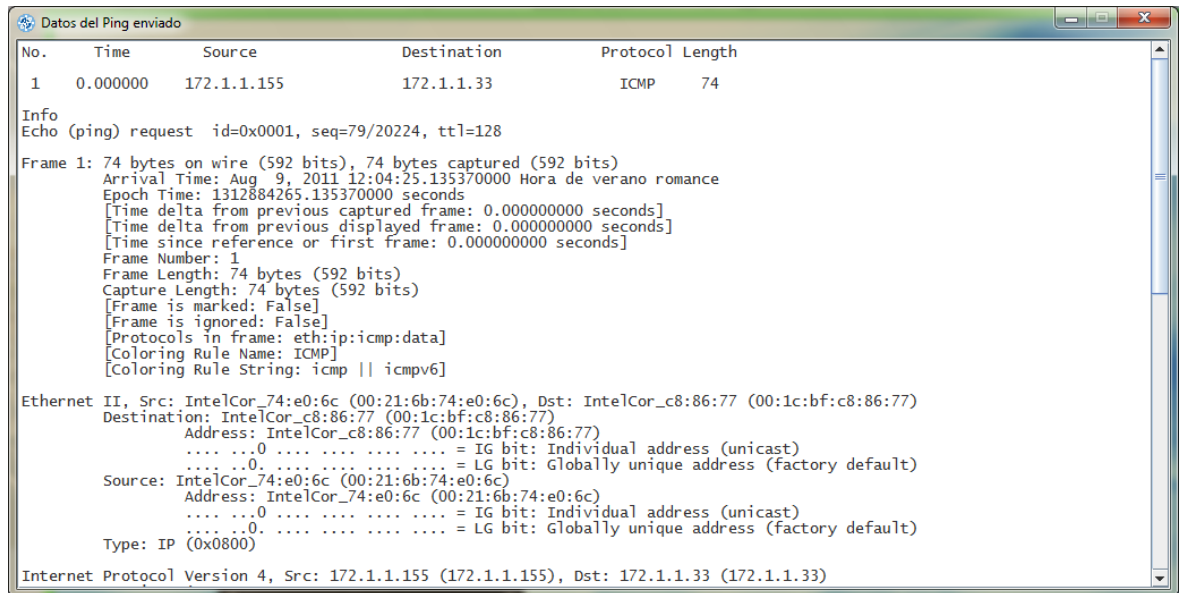 Datos del Ping enviado
No. Time Source Destination Protocol Length
1 0.000000 172.1.1.155 172.1.1.33 ICMP 74
Info
Echo (ping) request id=0x0001, seq=79/20224, ttl=128
Frame 1: 74 bytes on wire (592 bits), 74 bytes captured (592 bits)
Arrival Time: Aug 9, 2011 12:04:25.135370000 Hora de verano romance
Epoch Time: 1312884265.135370000 seconds
[Time delta from previous captured frame: 0.000000000 seconds]
[Time delta from previous displayed frame: 0.000000000 seconds]
[Time since reference or first frame: 0.000000000 seconds]
Frame Number: 1
Frame Length: 74 bytes (592 bits)
Capture Length: 74 bytes (592 bits)
[Frame is marked: False]
[Frame is ignored: False]
[Protocols in frame: eth:ip:icmp:data]
[Coloring Rule Name: ICMP]
[Coloring Rule String: icmp || icmpv6]
Ethernet II, Src: IntelCor_74:e0:6c (00:21:6b:74:e0:6c), Dst: IntelCor_c8:86:77 (00:1c:bf:c8:86:77)
Destination: IntelCor_c8:86:77 (00:1c:bf:c8:86:77)
Address: IntelCor_c8:86:77 (00:1c:bf:c8:86:77)
.... ...0 .... .... .... .... = IG bit: Individual address (unicast)
.... ..0. .... .... .... .... = LG bit: Globally unique address (factory default)
Source: IntelCor_74:e0:6c (00:21:6b:74:e0:6c)
Address: IntelCor_74:e0:6c (00:21:6b:74:e0:6c)
.... ...0 .... .... .... .... = IG bit: Individual address (unicast)
.... ..0. .... .... .... .... = LG bit: Globally unique address (factory default)
Type: IP (0x0800)
Internet Protocol Version 4, Src: 172.1.1.155 (172.1.1.155), Dst: 172.1.1.33 (172.1.1.33)